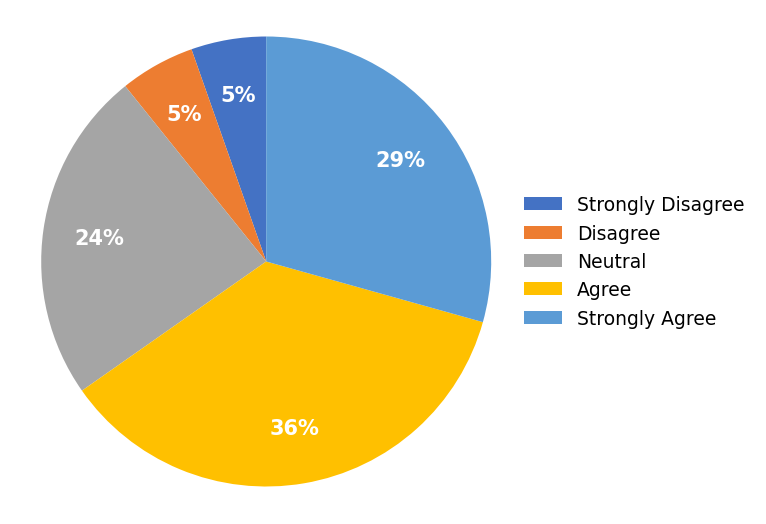 5%
5%
29%
24%
36%
Strongly Disagree
Disagree
Neutral
Agree
Strongly Agree